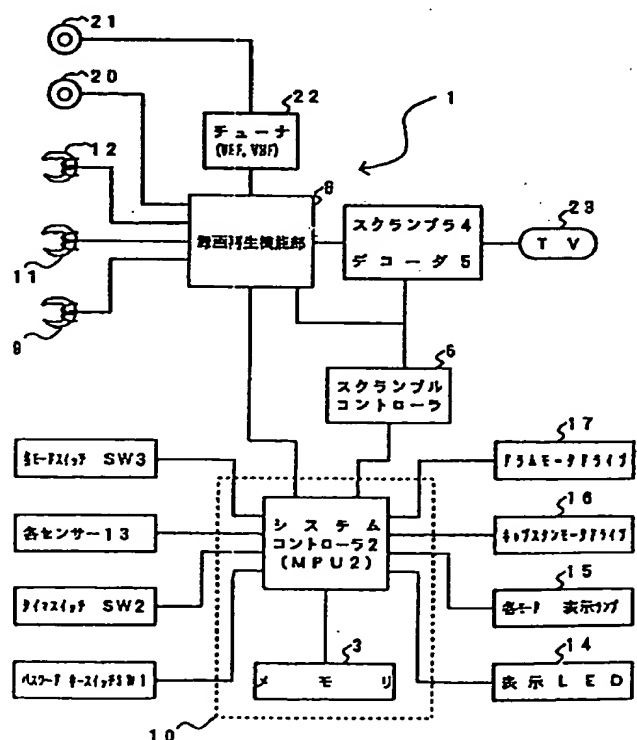 21
20
22
チューナ
(UHF,VHF)
1
12
8
録画再生機能部
スクランブラ4
デコーダ5
23
TV
11
9
6
スクランブル
コントローラ
各モードスイッチ SW3
17
ドラムモータドライブ
システム
コントローラ2
(MPU2)
16
キャプスタンモータドライブ
各センサー13
15
各モード 表示ランプ
タイマスイッチ SW2
14
表示LED
パスワード キースイッチSW1
3
メモリ
10